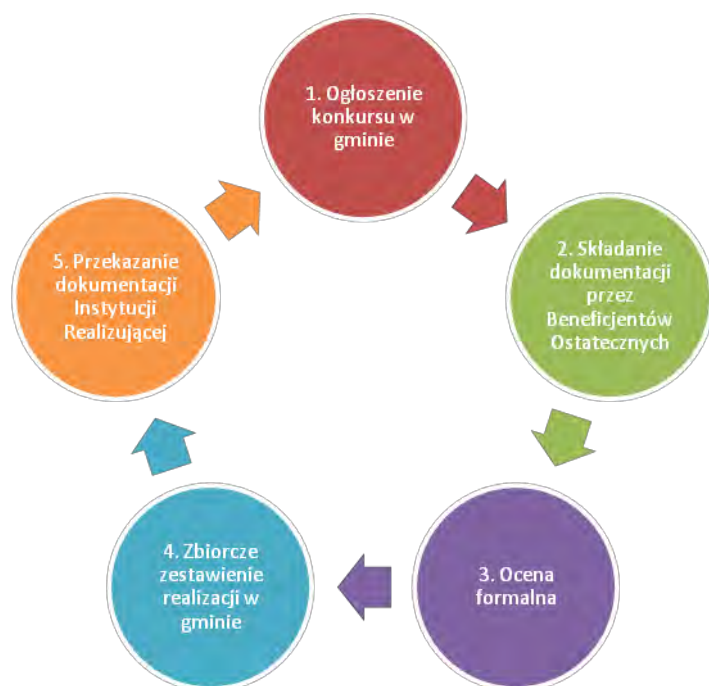 1. Ogłoszenie
konkursu w
gminie
2. Składanie
dokumentacji
przez
Beneficjentów
Ostatecznych
3. Ocena
formalna
4. Zbiorcze
zestawienie
realizacji w
gminie
5. Przekazanie
dokumentacji
Instytucji
Realizującej